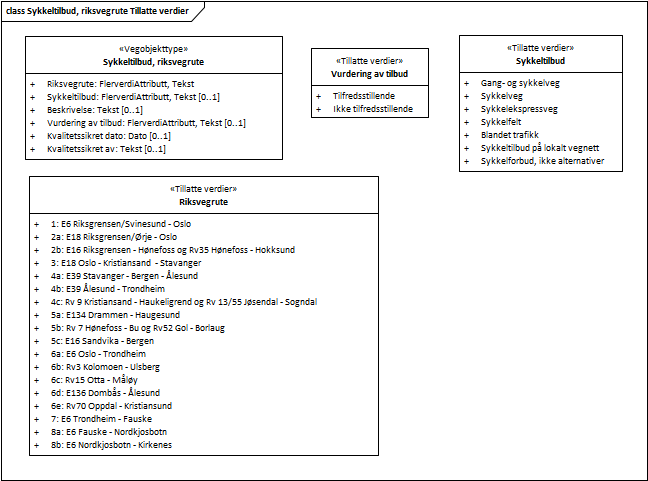 class Sykkeltilbud, riksvegrute Tillatte verdier
«Vegobjekttype»
Sykkeltilbud, riksvegrute
+ Riksvegrute: FlerverdiAttributt, Tekst
+ Sykkeltilbud: FlerverdiAttributt, Tekst [0..1]
+ Beskrivelse: Tekst [0..1]
+ Vurdering av tilbud: FlerverdiAttributt, Tekst [0..1]
+ Kvalitetssikret dato: Dato [0..1]
+ Kvalitetssikret av: Tekst [0..1]
«Tillatte verdier»
Vurdering av tilbud
+ Tilfredsstillende
+ Ikke tilfredsstillende
«Tillatte verdier»
Sykkeltilbud
+ Gang- og sykkelveg
+ Sykkelveg
+ Sykkelekspressveg
+ Sykkelfelt
+ Blandet trafikk
+ Sykkeltilbud på lokalt vegnett
+ Sykkelforbud, ikke alternativer
«Tillatte verdier»
Riksvegrute
+ 1: E6 Riksgrensen/Svinesund - Oslo
+ 2a: E18 Riksgrensen/Ørje - Oslo
+ 2b: E16 Riksgrensen - Hønefoss og Rv35 Hønefoss - Hokksund
+ 3: E18 Oslo - Kristiansand - Stavanger
+ 4a: E39 Stavanger - Bergen - Ålesund
+ 4b: E39 Ålesund - Trondheim
+ 4c: Rv 9 Kristiansand - Haukeligrend og Rv 13/55 Jøsendal - Sogndal
+ 5a: E134 Drammen - Haugesund
+ 5b: Rv 7 Hønefoss - Bu og Rv52 Gol - Borlaug
+ 5c: E16 Sandvika - Bergen
+ 6a: E6 Oslo - Trondheim
+ 6b: Rv3 Kolomoen - Ulsberg
+ 6c: Rv15 Otta - Måløy
+ 6d: E136 Dombås - Ålesund
+ 6e: Rv70 Oppdal - Kristiansund
+ 7: E6 Trondheim - Fauske
+ 8a: E6 Fauske - Nordkjosbotn
+ 8b: E6 Nordkjosbotn - Kirkenes